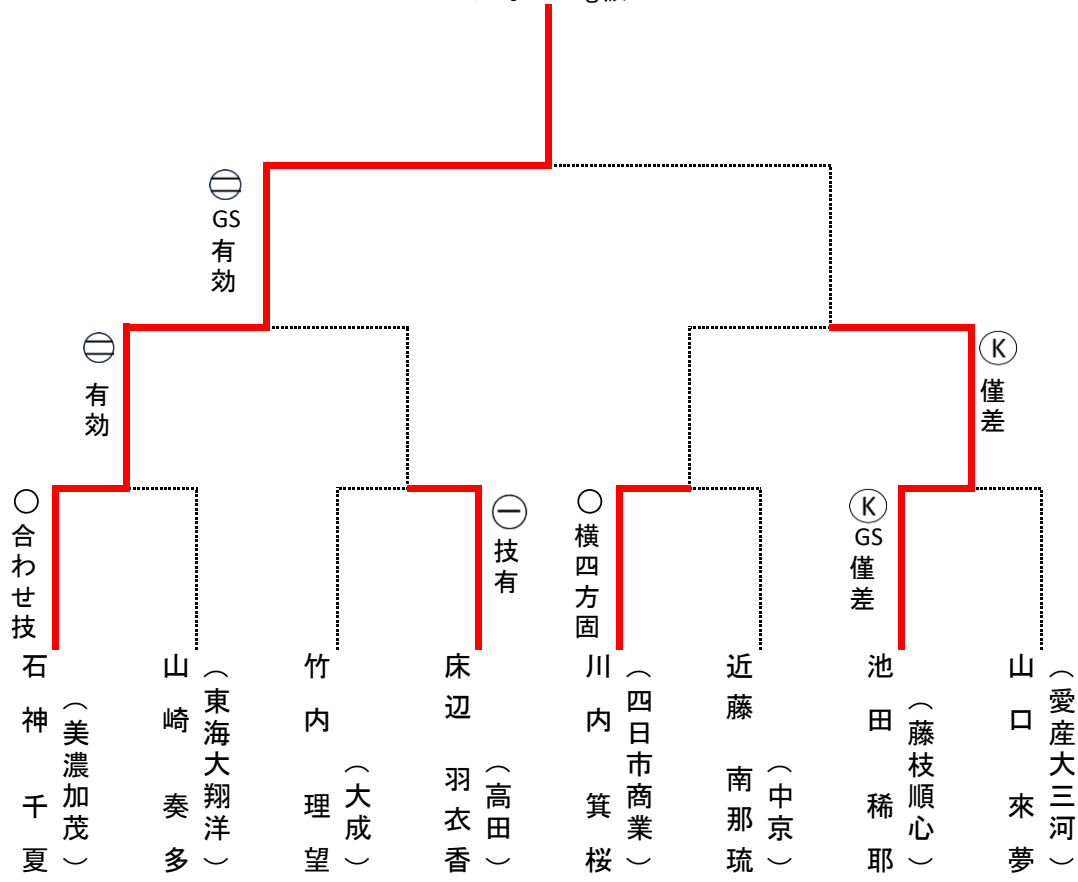 GS
有効
有効
K
僅差
○
合わせ技
技有
○
横四方固
K
GS
僅差
石神 千夏
（美濃加茂）
山崎 奏多
（東海大翔洋）
竹内 理望
（大成）
床辺 羽衣香
（高田）
川内 箕桜
（四日市商業）
近藤 南那琉
（中京）
池田 稀耶
（藤枝順心）
山口 來夢
（愛産大三河）